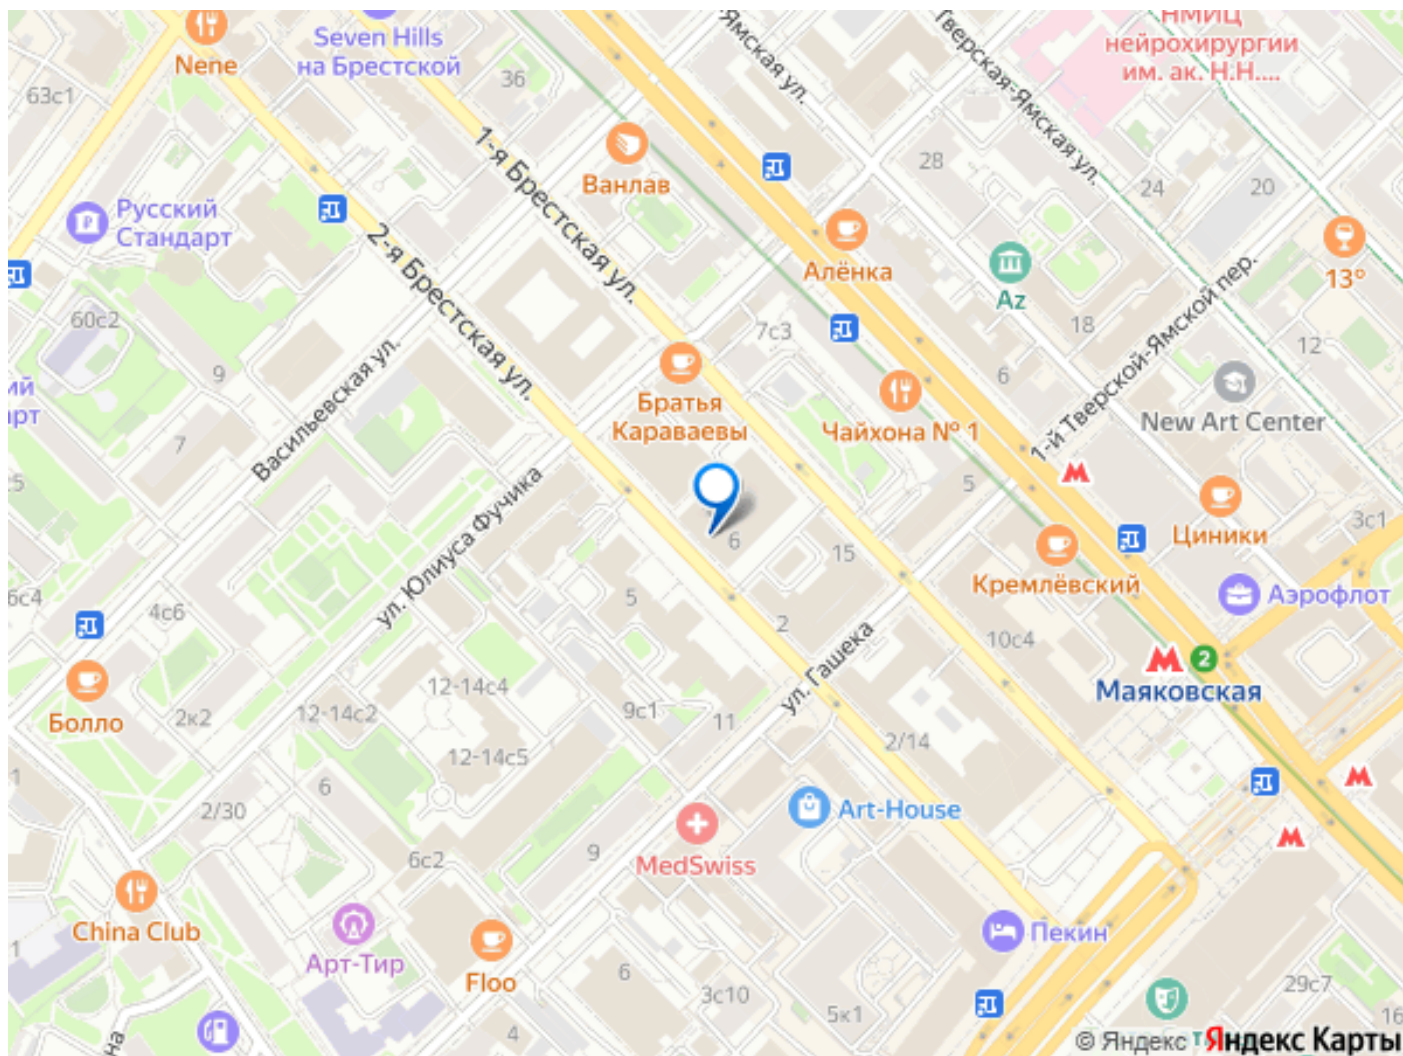 НМИЦ
нейрохирургии
им. ак. Н.Н....
Seven Hills
на Брестской
Nene
36
63с1
-Ямская ул.
Тверская-Ямская ул.
1-я Брестская ул.
Ванлав
28
24
20
Русский
Стандарт
2-я Брестская ул.
Алёнка
Az
13°
60с2
9
7с3
18
12
6
1-й Тверской-Ямской пер.
ий
арт
Васильевская ул.
Братья
Караваевы
Чайхона № 1
New Art Center
7
5
ул. Юлиуса Фучика
6
15
Циники
3с1
Кремлёвский
Аэрофлот
6с4
4с6
5
2
10с4
ул. Гашека
2
Маяковская
Болло
2к2
12-14с4
12-14с2
9с1
11
12-14с5
2/14
6
2/30
Art-House
MedSwiss
6с2
9
China Club
Арт-Тир
Floo
Пекин
1
6
3с10
5к1
29с7
4
16
© Яндекс Яндекс Карты